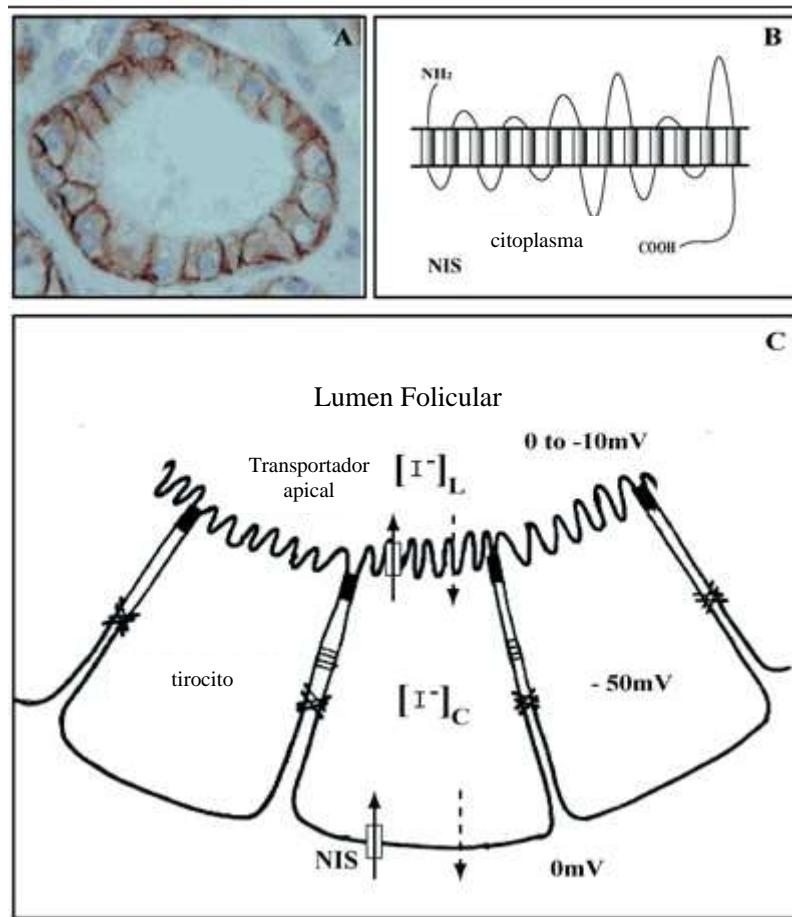 A
B
NH₂
citoplasma
COOH
NIS
C
Lumen Folicular
0 to -10mV
Transportador
apical
[I⁻]L
tirocito
- 50mV
[I⁻]C
NIS
0mV